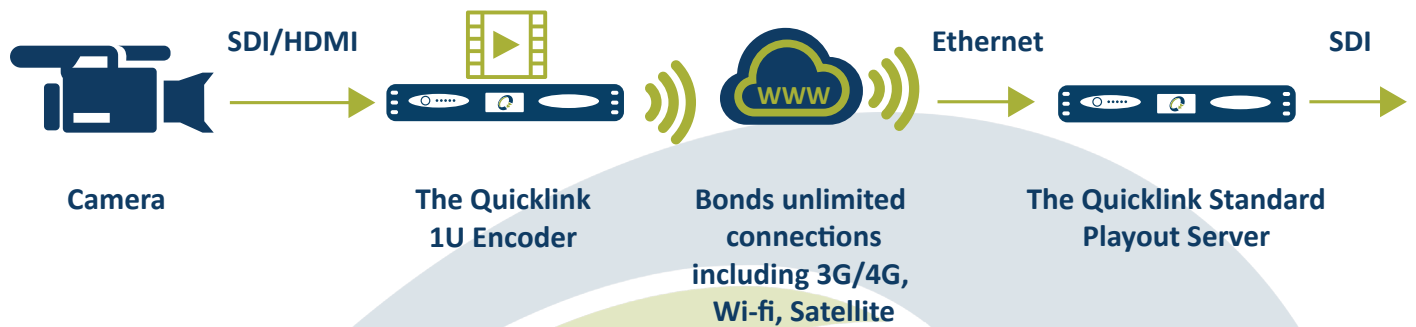 SDI/HDMI
Ethernet
SDI
www
Camera
The Quicklink
1U Encoder
Bonds unlimited
connections
including 3G/4G,
Wi-fi, Satellite
The Quicklink Standard
Playout Server